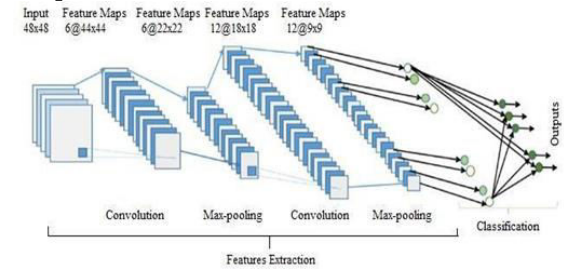 Input Feature Maps Feature Maps Feature Maps Feature Maps
48x48 6@44x44 6@22x22 12@18x18 12@9x9
Outputs
Convolution Max-pooling Convolution Max-pooling Classification
Features Extraction